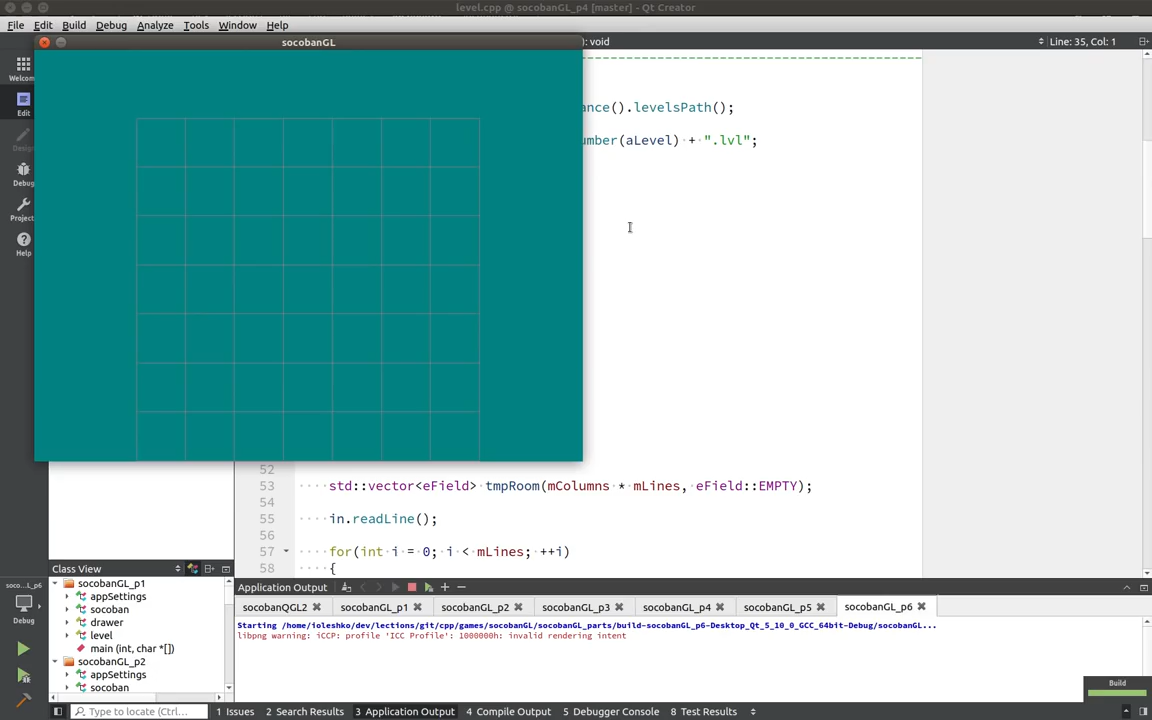 level.cpp @ socobanGL_p4 [master] - Qt Creator
File Edit Build Debug Analyze Tools Window Help
socobanGL
): void
Line: 35, Col: 1
Welcom
Edit
Design
Debug
Project
Help
ance().levelsPath();
umber(aLevel) + ".lvl";
52
53 std::vector<eField> tmpRoom(mColumns * mLines, eField::EMPTY);
54
55 in.readLine();
56
57 for(int i = 0; i < mLines; ++i)
58 {
Class View
socobanGL_p1
appSettings
socoban
drawer
level
main (int, char *[])
socobanGL_p2
appSettings
socoban
soco...L_p6
Debug
Application Output
socobanQGL2 socobanGL_p1 socobanGL_p2 socobanGL_p3 socobanGL_p4 socobanGL_p5 socobanGL_p6
Starting /home/ioleshko/dev/lections/git/cpp/games/socobanGL/socobanGL_parts/build-socobanGL_p6-Desktop_Qt_5_10_0_GCC_64bit-Debug/socobanGL...
libpng warning: iCCP: profile 'ICC Profile': 1000000h: invalid rendering intent
Build
Type to locate (Ctrl...
1 Issues 2 Search Results 3 Application Output 4 Compile Output 5 Debugger Console 8 Test Results